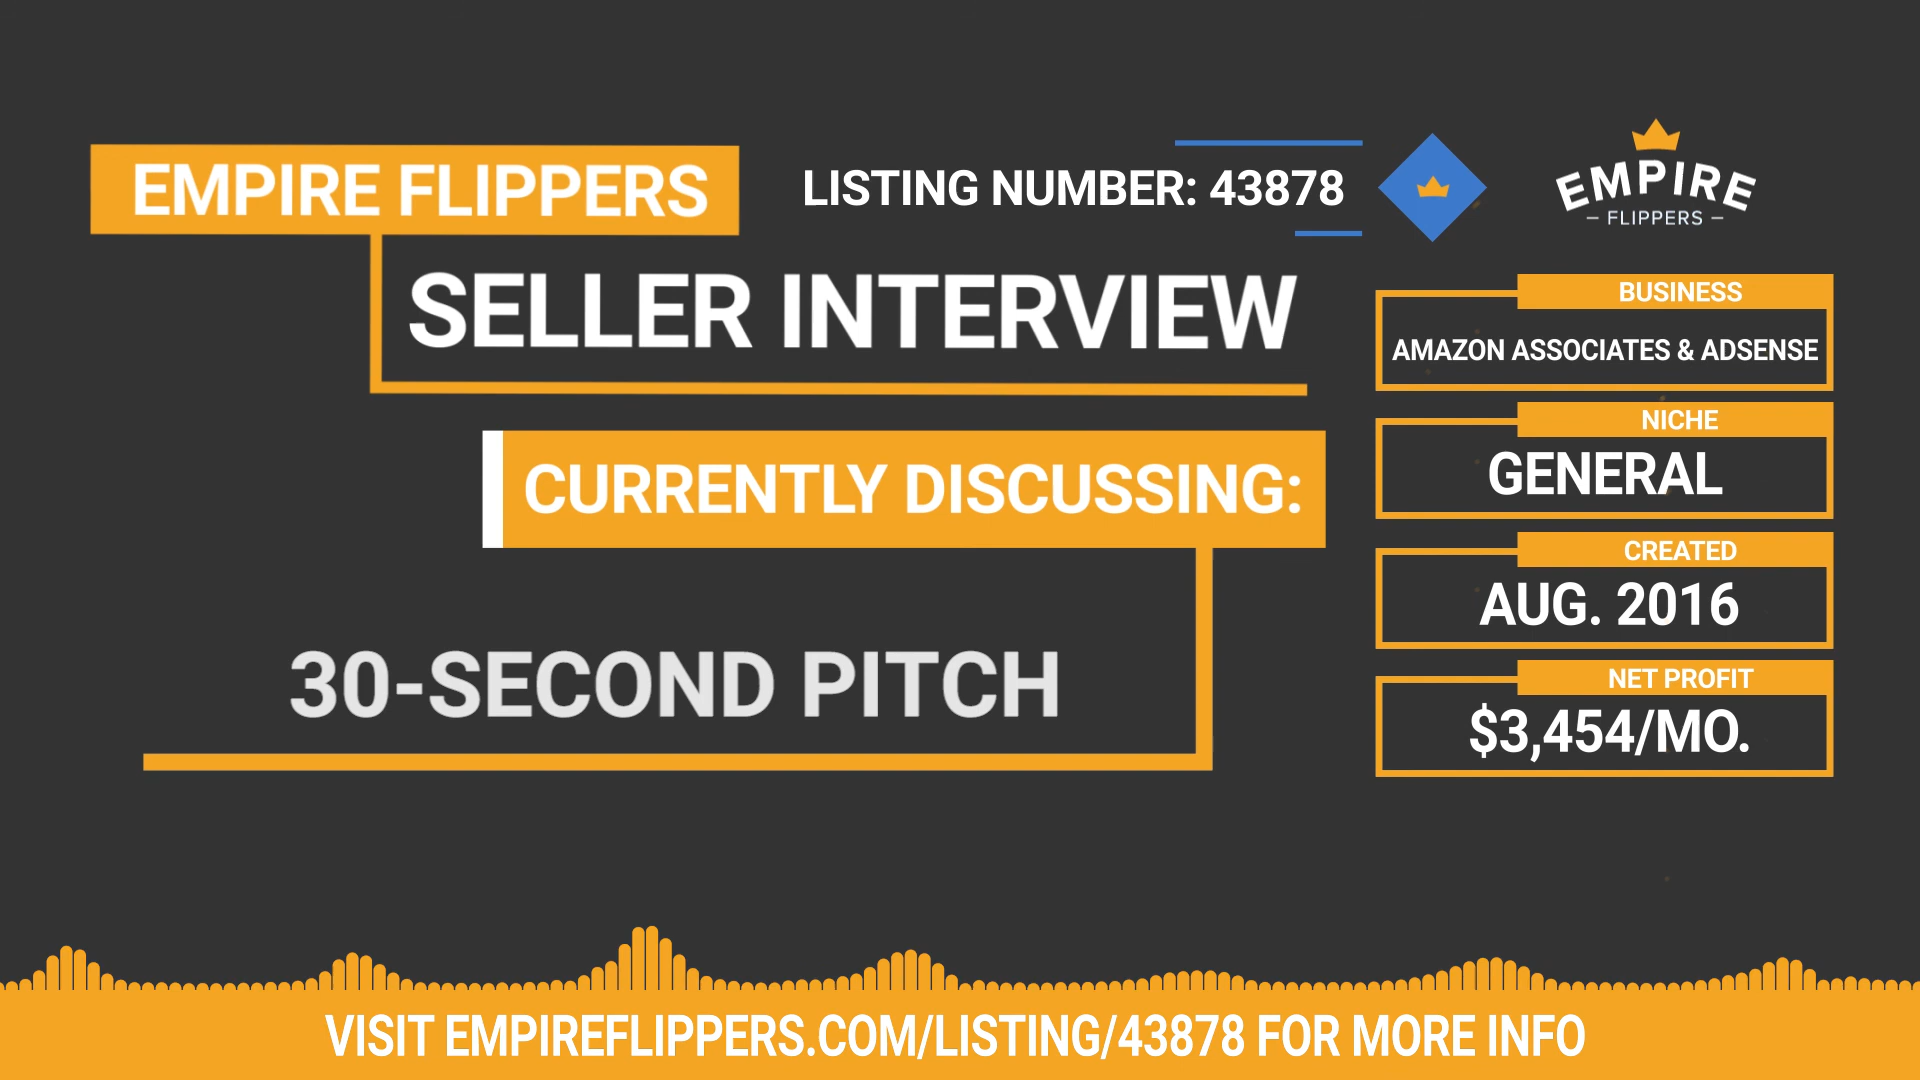 EMPIRE FLIPPERS
SELLER INTERVIEW
LISTING NUMBER: 43878
EMPIRE
FLIPPERS
CURRENTLY DISCUSSING:
30-SECOND PITCH
BUSINESS
AMAZON ASSOCIATES & ADSENSE
NICHE
GENERAL
CREATED
AUG. 2016
NET PROFIT
$3,454/MO.
VISIT EMPIREFLIPPERS.COM/LISTING/43878 FOR MORE INFO